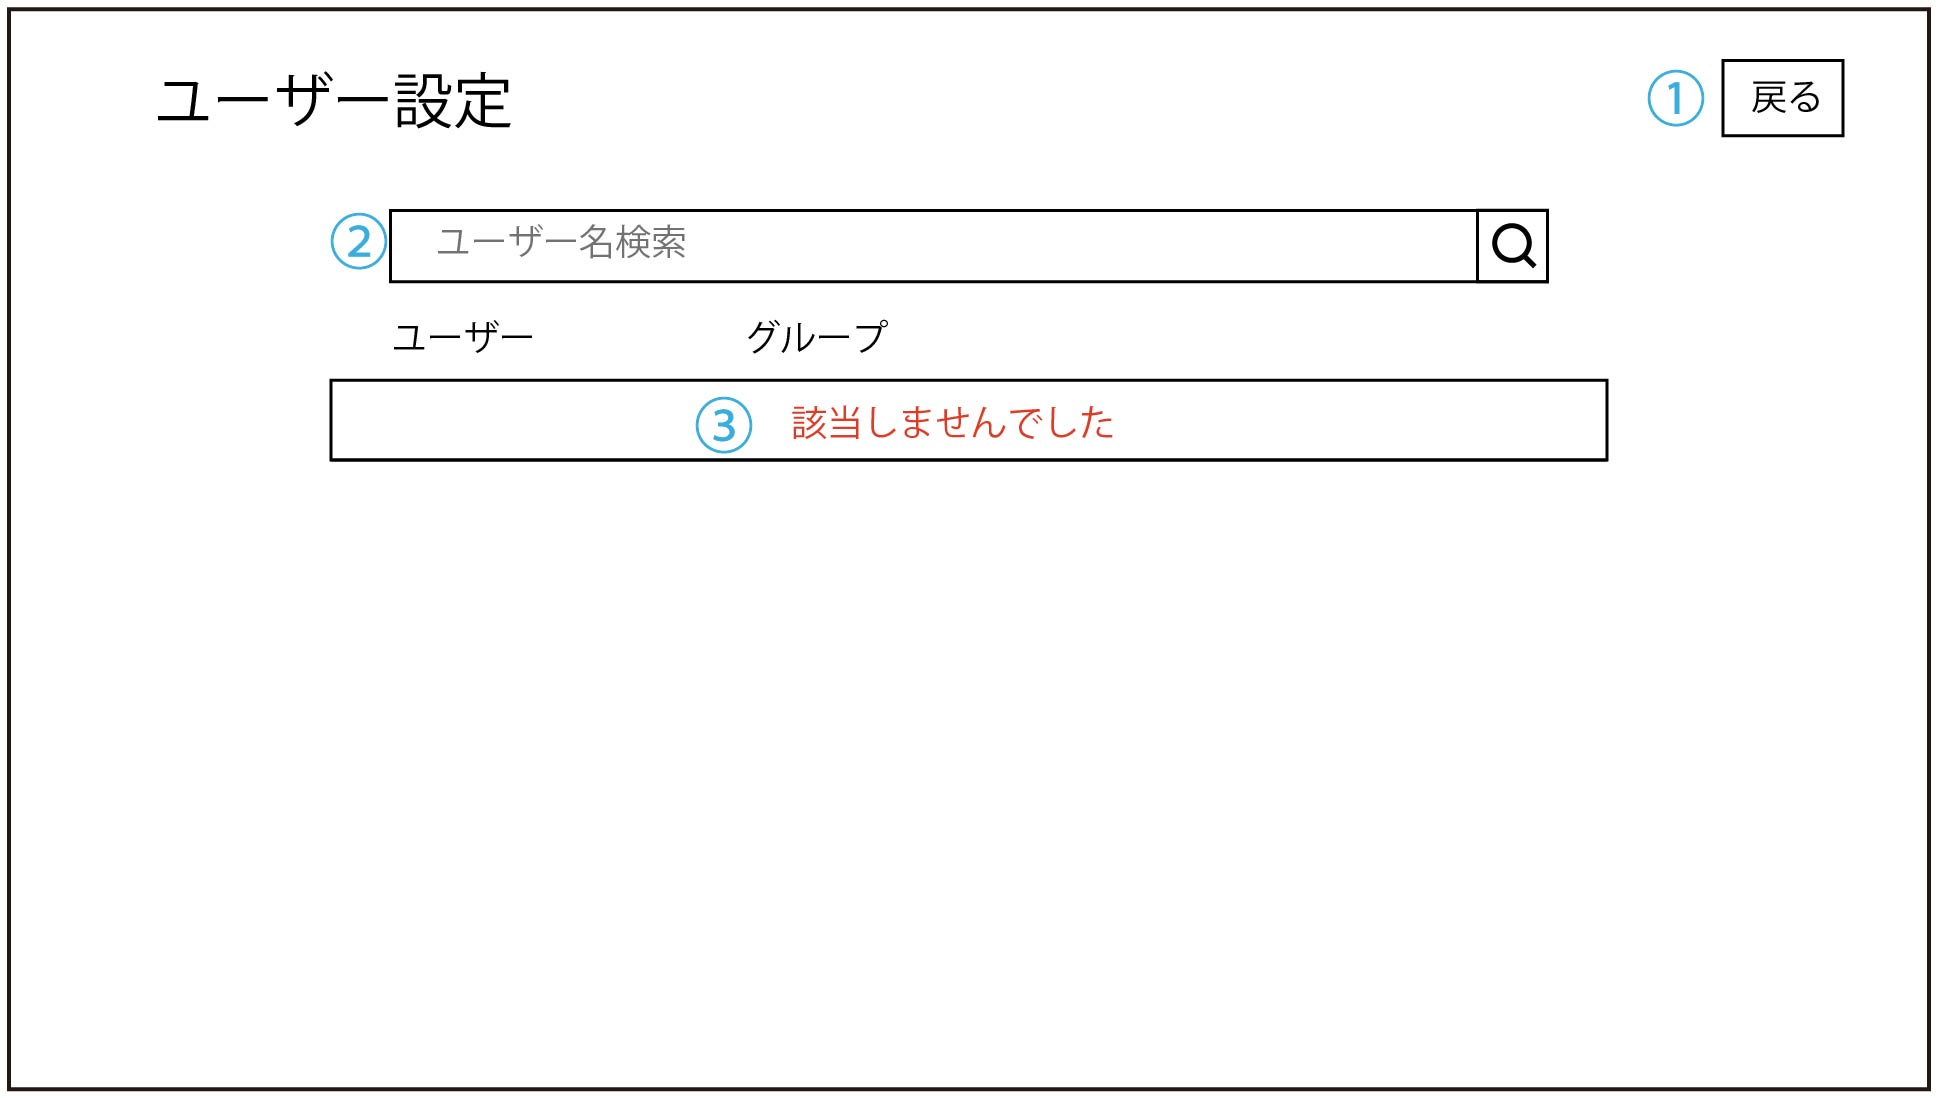 ユーザー設定
① 戻る
② ユーザー名検索
ユーザー グループ
③ 該当しませんでした